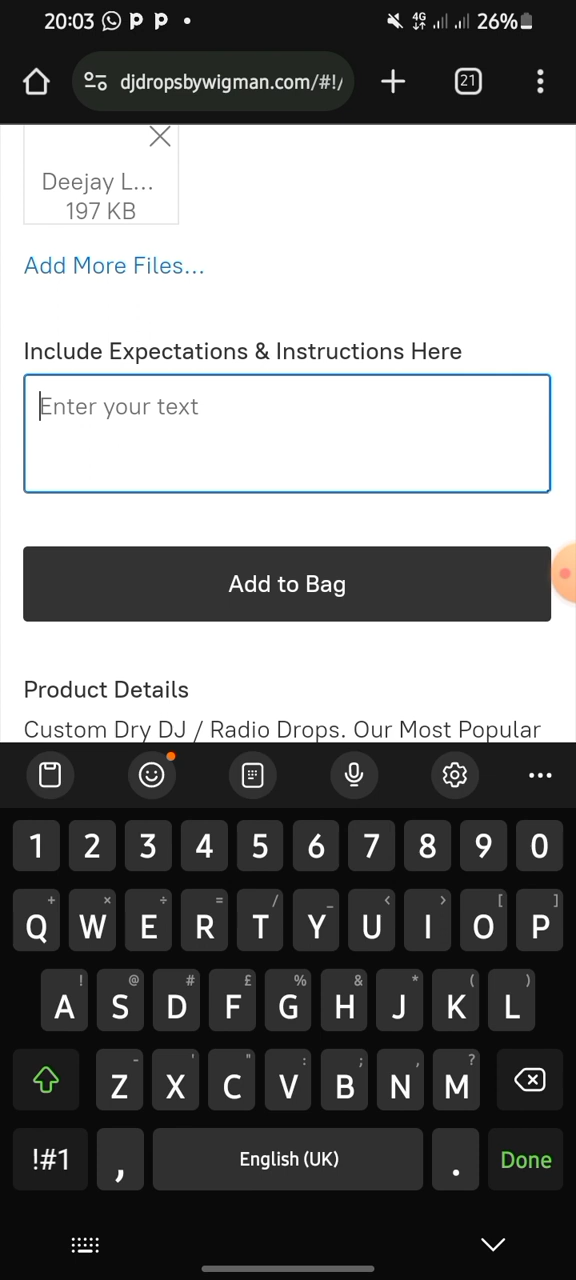 20:03
4G 26%
djdropsbywigman.com/#!/
21
Deejay L...
197 KB
Add More Files...
Include Expectations & Instructions Here
Enter your text
Add to Bag
Product Details
Custom Dry DJ / Radio Drops. Our Most Popular
1 2 3 4 5 6 7 8 9 0
+ × ÷ = / _ < > [ ]
Q W E R T Y U I O P
! @ # £ % & * ( )
A S D F G H J K L
- ' " : ; , ?
Z X C V B N M
!#1 , English (UK) . Done